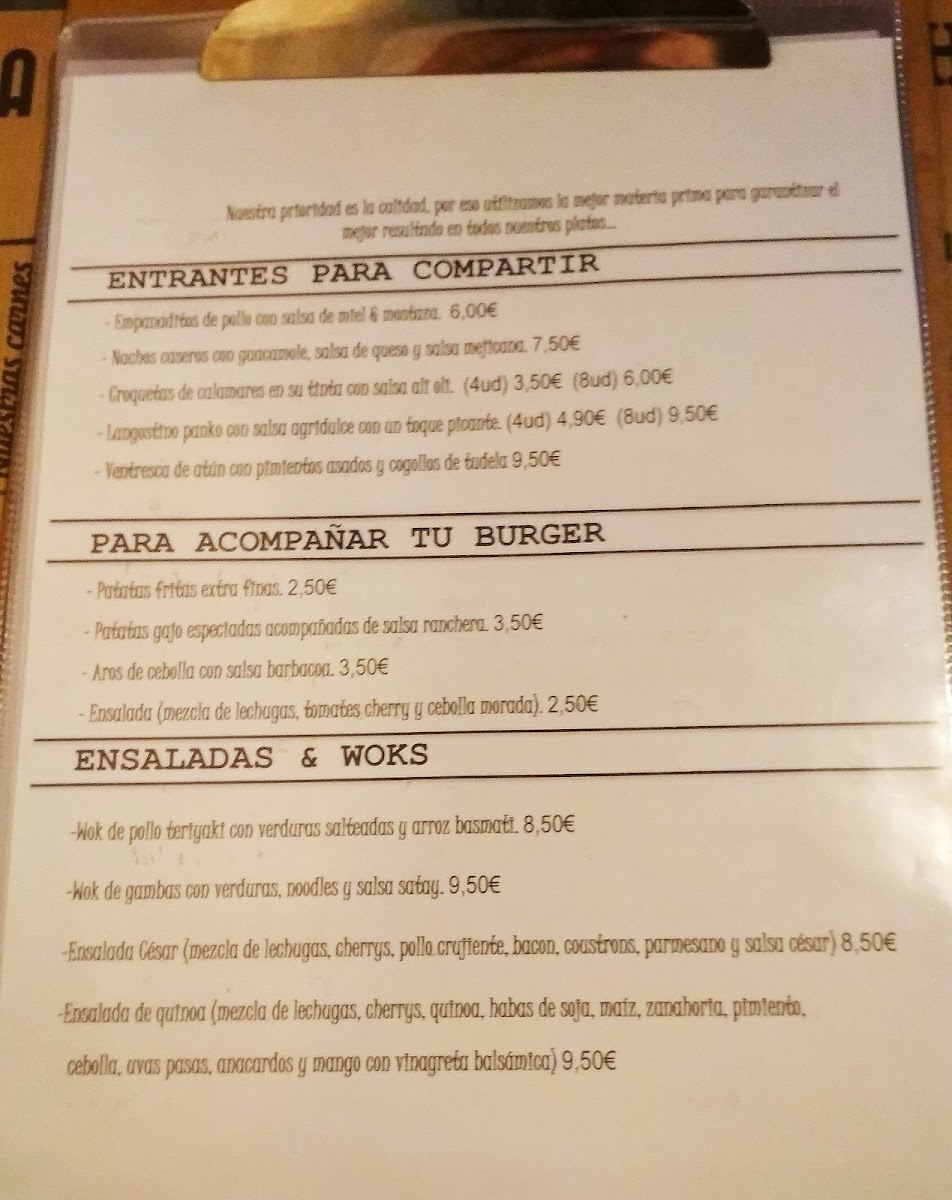 Nuestra prioridad es la calidad, por eso utilizamos la mejor materia prima para garantizar el
mejor resultado en todos nuestros platos...
ENTRANTES PARA COMPARTIR
- Empanaditos de pollo con salsa de miel & mostaza. 6,00€
- Nachos caseros con guacamole, salsa de queso y salsa mejicana. 7,50€
- Croquetas de calamares en su tinta con salsa ali oli. (4ud) 3,50€ (8ud) 6,00€
- Langostino panko con salsa agridulce con un toque picante. (4ud) 4,90€ (8ud) 9,50€
- Ventresca de atún con pimientos asados y cogollos de tudela 9,50€
PARA ACOMPAÑAR TU BURGER
- Patatas fritas extra finas. 2,50€
- Patatas gajo especiadas acompañadas de salsa ranchera. 3,50€
- Aros de cebolla con salsa barbacoa. 3,50€
- Ensalada (mezcla de lechugas, tomates cherry y cebolla morada). 2,50€
ENSALADAS & WOKS
-Wok de pollo teriyaki con verduras salteadas y arroz basmati. 8,50€
-Wok de gambas con verduras, noodles y salsa satay. 9,50€
-Ensalada César (mezcla de lechugas, cherrys, pollo crujiente, bacon, coustrons, parmesano y salsa césar) 8,50€
-Ensalada de quinoa (mezcla de lechugas, cherrys, quinoa, habas de soja, maíz, zanahoria, pimiento,
cebolla, uvas pasas, anacardos y mango con vinagreta balsámica) 9,50€
nuestras carnes